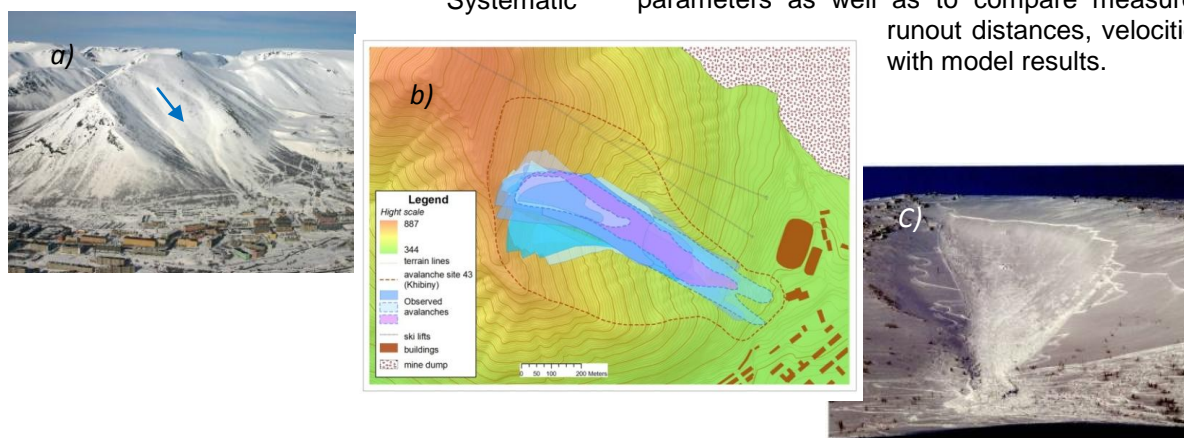 Systematic
parameters as well as to compare measure
runout distances, velocitie
with model results.
a)
b)
Legend
Hight scale
887
344
terrain lines
avalanche site 43
(Khibiny)
Observed
avalanches
ski lifts
buildings
mine dump
0 50 100 200 Meters
C)